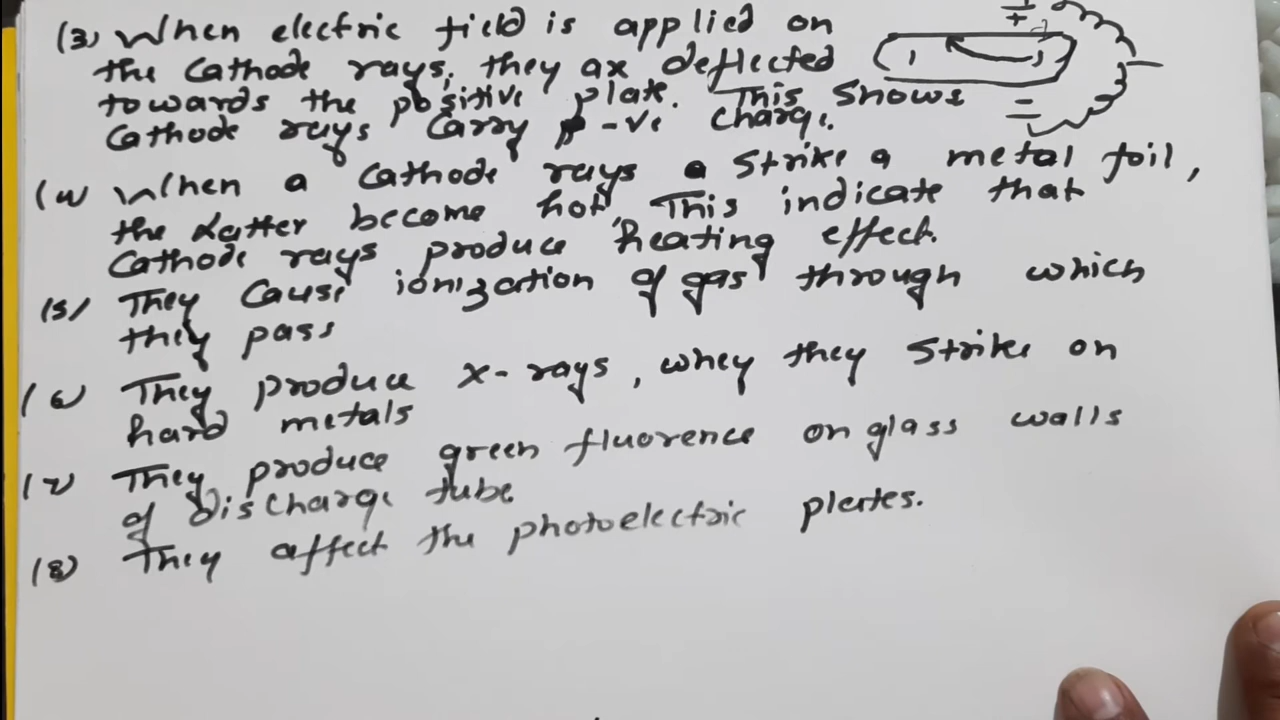 (3) When electric field is applied on
the cathode rays, they ax deflected
towards the positive plate. This shows
cathode rays carry -ve charge.
(4) When a cathode rays strike a metal foil,
the latter become hot. This indicate that
cathode rays produce heating effect.
(5) They cause ionization of gas through which
they pass
(6) They produce x-rays, whey they strike on
hard metals
(7) They produce green fluorence on glass walls
of discharge tube
(8) They affect the photoelectric plertes.